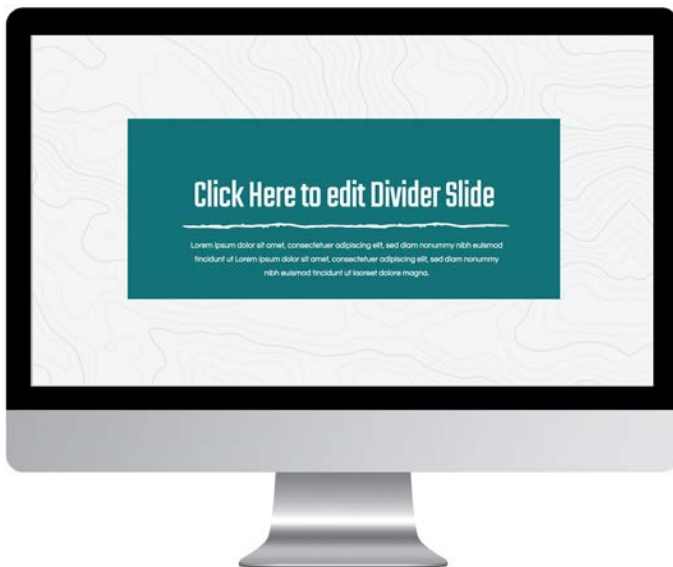 Click Here to edit Divider Slide
Lorem ipsum dolor sit amet, consectetuer adipiscing elit, sed diam nonummy nibh euismod
tincidunt ut Lorem ipsum dolor sit amet, consectetuer adipiscing elit, sed diam nonummy
nibh euismod tincidunt ut laoreet dolore magna.